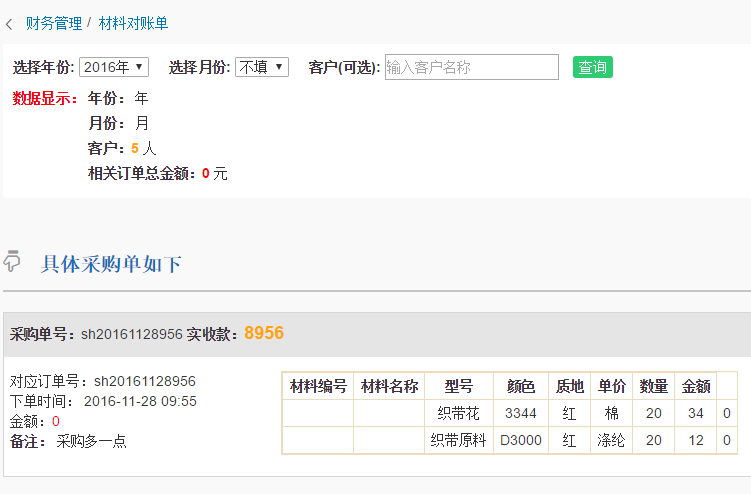 财务管理 / 材料对账单
选择年份: 2016年 选择月份: 不填 客户(可选): 输入客户名称 查询
数据显示: 年份: 年
月份: 月
客户: 5 人
相关订单总金额: 0 元
具体采购单如下
采购单号: sh20161128956 实收款: 8956
对应订单号: sh20161128956
下单时间: 2016-11-28 09:55
金额: 0
备注: 采购多一点
材料编号 材料名称 型号 颜色 质地 单价 数量 金额
织带花 3344 红 棉 20 34 0
织带原料 D3000 红 涤纶 20 12 0